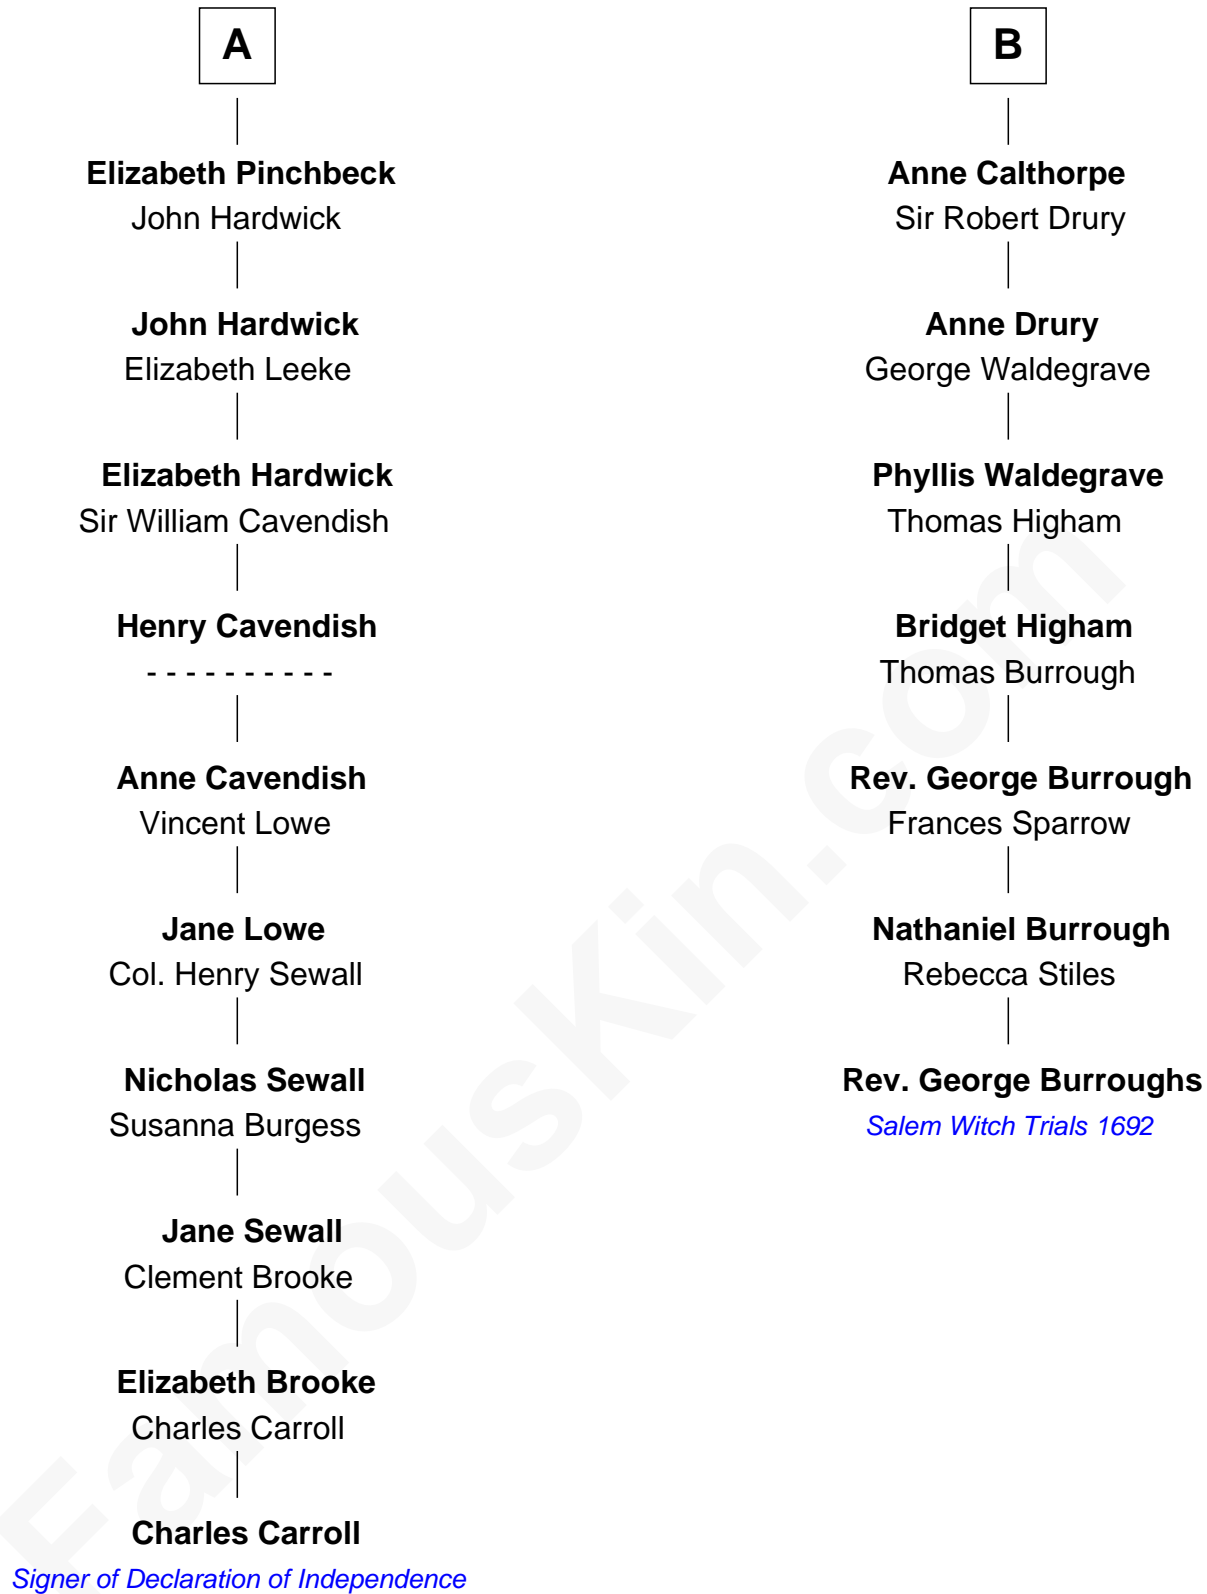 A
Elizabeth Pinchbeck
John Hardwick
John Hardwick
Elizabeth Leeke
Elizabeth Hardwick
Sir William Cavendish
Henry Cavendish
- - - - - - - - - -
Anne Cavendish
Vincent Lowe
Jane Lowe
Col. Henry Sewall
Nicholas Sewall
Susanna Burgess
Jane Sewall
Clement Brooke
Elizabeth Brooke
Charles Carroll
Charles Carroll
Signer of Declaration of Independence
B
Anne Calthorpe
Sir Robert Drury
Anne Drury
George Waldegrave
Phyllis Waldegrave
Thomas Higham
Bridget Higham
Thomas Burrough
Rev. George Burrough
Frances Sparrow
Nathaniel Burrough
Rebecca Stiles
Rev. George Burroughs
Salem Witch Trials 1692
FamousKin.com